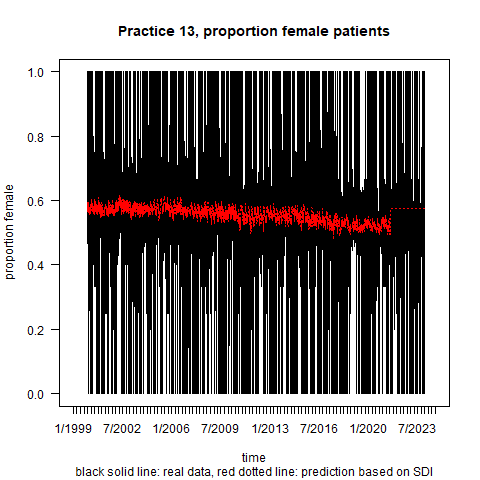 Practice 13, proportion female patients
1.0
0.8
0.6
0.4
0.2
0.0
proportion female
1/1999 7/2002 1/2006 7/2009 1/2013 7/2016 1/2020 7/2023
time
black solid line: real data, red dotted line: prediction based on SDI